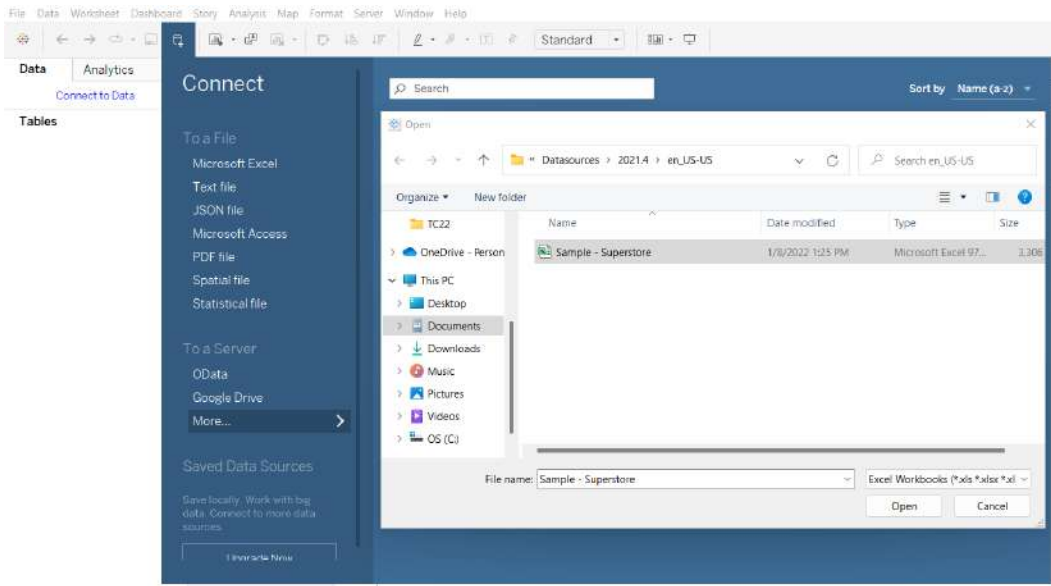 File Data Worksheet Dashboard Story Analysis Map Format Server Window Help
Standard
Data Analytics
Connect to Data
Tables
Connect
To a File
Microsoft Excel
Text file
JSON file
Microsoft Access
PDF file
Spatial file
Statistical file
To a Server
OData
Google Drive
More...
Saved Data Sources
Save locally. Work with big
data. Connect to more data
sources.
Upgrade Now
Search
Sort by Name (a-z)
Open
« Datasources › 2021.4 › en_US-US
Search en_US-US
Organize New folder
Name Date modified Type Size
Sample - Superstore 1/8/2022 1:25 PM Microsoft Excel 97... 3,306
TC22
OneDrive - Person
This PC
Desktop
Documents
Downloads
Music
Pictures
Videos
OS (C:)
File name: Sample - Superstore
Excel Workbooks (*.xls *.xlsx *.xl
Open Cancel